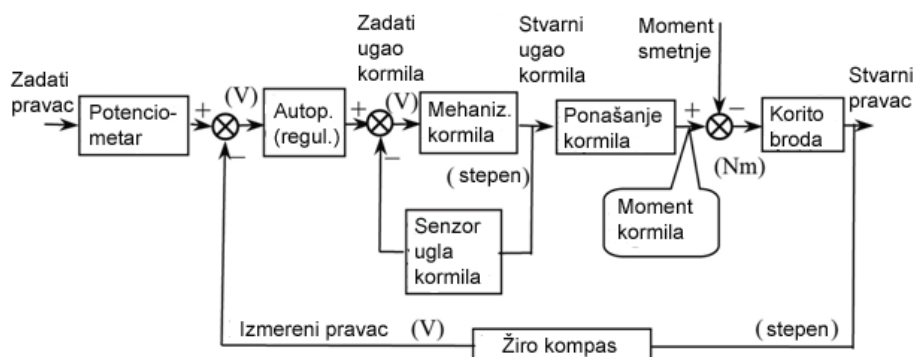 Zadati
pravac
Potencio-
metar
+
(V)
−
Autop.
(regul.)
Zadati
ugao
kormila
+
(V)
−
Mehaniz.
kormila
Stvarni
ugao
kormila
( stepen)
Senzor
ugla
kormila
Ponašanje
kormila
+
Moment
smetnje
−
(Nm)
Moment
kormila
Korito
broda
Stvarni
pravac
Izmereni pravac (V)
Žiro kompas
(stepen)